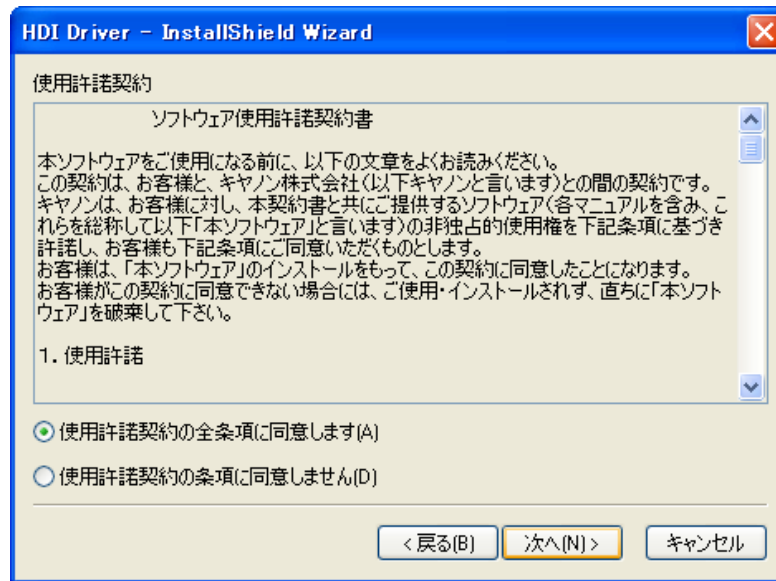 HDI Driver - InstallShield Wizard
使用許諾契約
ソフトウェア使用許諾契約書
本ソフトウェアをご使用になる前に、以下の文章をよくお読みください。
この契約は、お客様と、キヤノン株式会社(以下キヤノンと言います)との間の契約です。
キヤノンは、お客様に対し、本契約書と共にご提供するソフトウェア(各マニュアルを含み、こ
れらを総称して以下「本ソフトウェア」と言います)の非独占的使用権を下記条項に基づき
許諾し、お客様も下記条項にご同意いただくものとします。
お客様は、「本ソフトウェア」のインストールをもって、この契約に同意したことになります。
お客様がこの契約に同意できない場合には、ご使用・インストールされず、直ちに「本ソフト
ウェア」を破棄して下さい。
1. 使用許諾
使用許諾契約の全条項に同意します(A)
使用許諾契約の条項に同意しません(D)
< 戻る(B) 次へ(N) > キャンセル